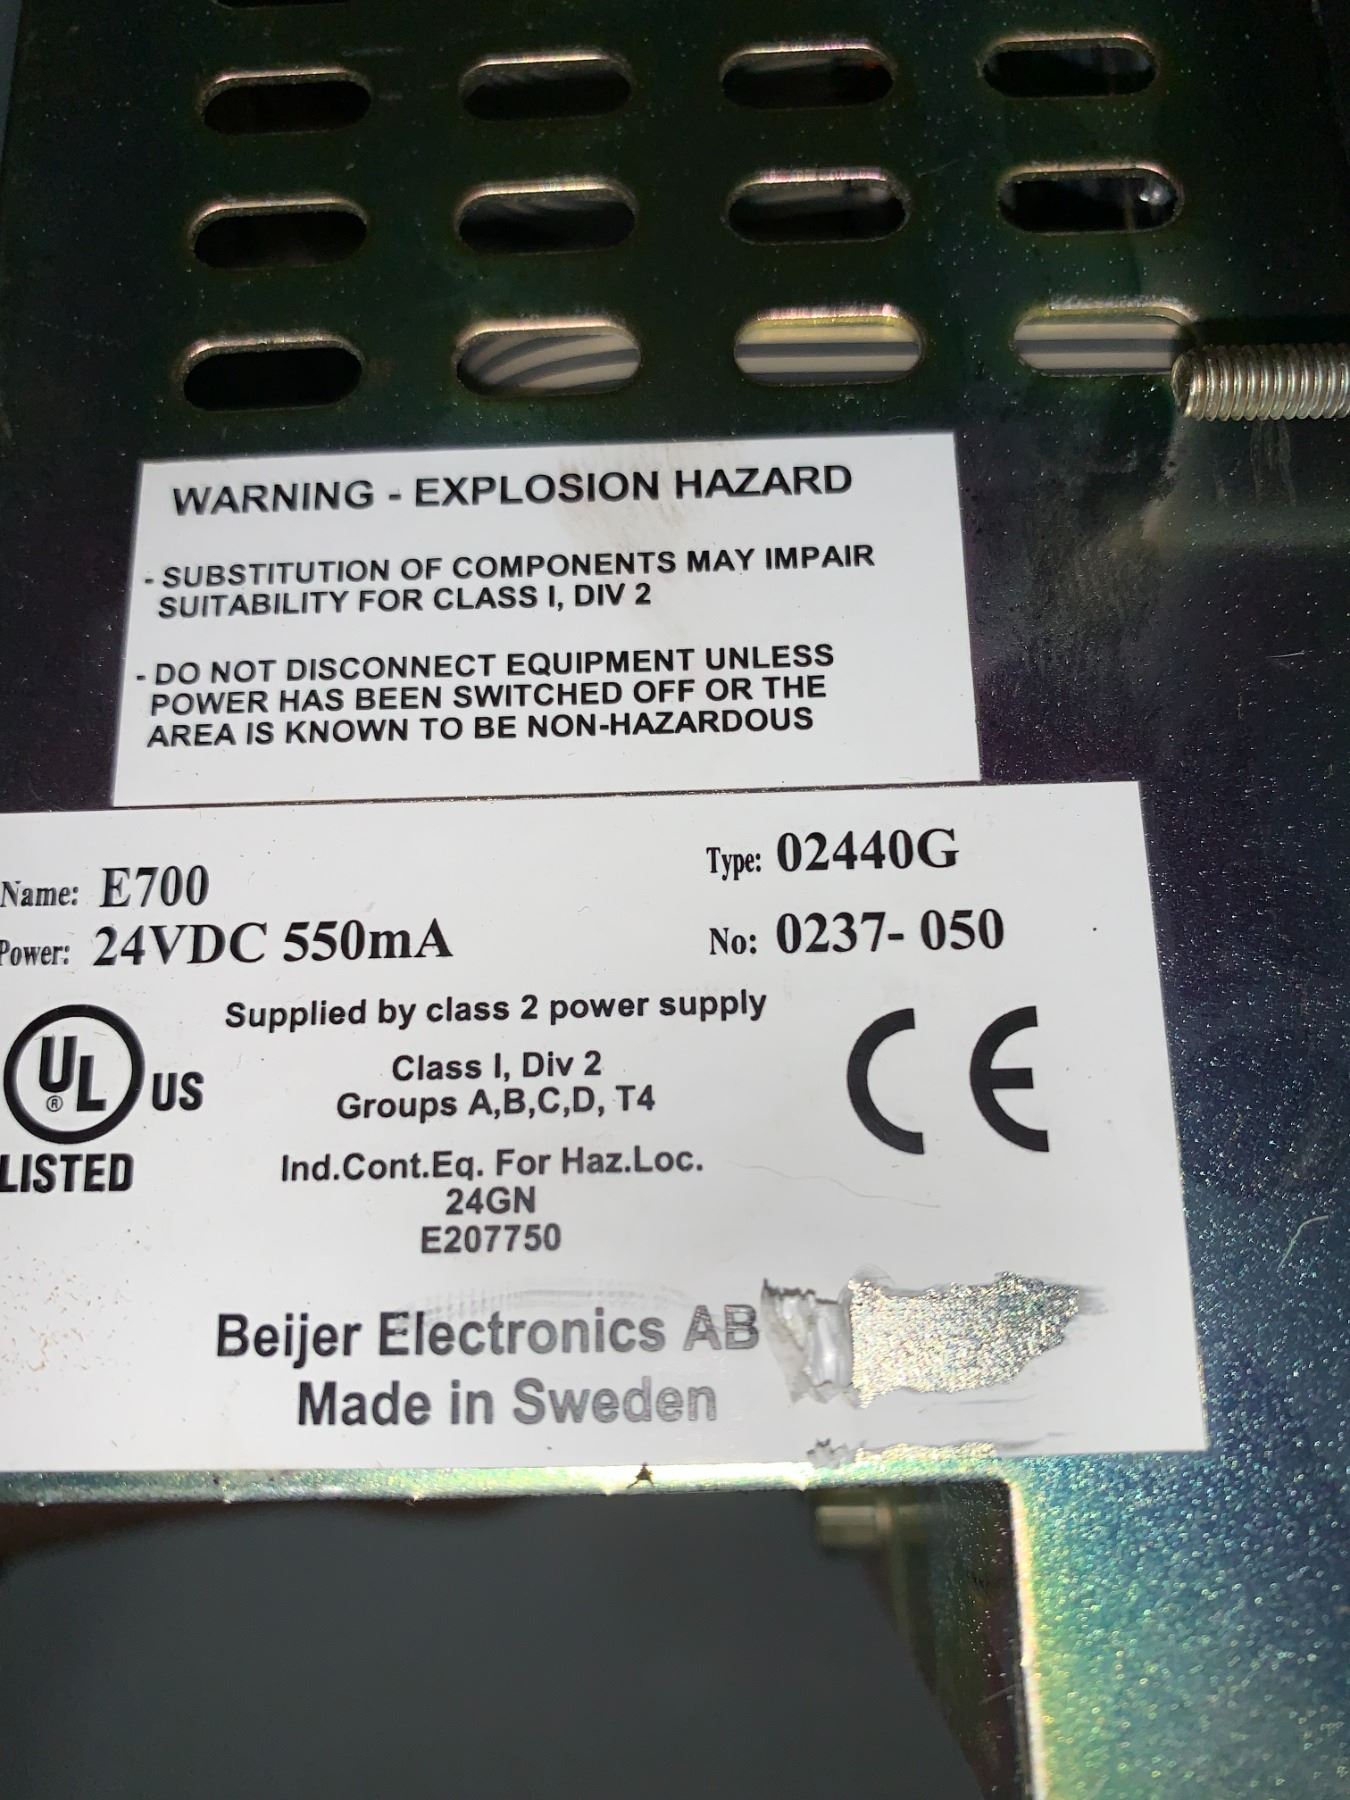 WARNING - EXPLOSION HAZARD
- SUBSTITUTION OF COMPONENTS MAY IMPAIR
SUITABILITY FOR CLASS I, DIV 2
- DO NOT DISCONNECT EQUIPMENT UNLESS
POWER HAS BEEN SWITCHED OFF OR THE
AREA IS KNOWN TO BE NON-HAZARDOUS
Name: E700
Type: 02440G
Power: 24VDC 550mA
No: 0237- 050
Supplied by class 2 power supply
Class I, Div 2
Groups A,B,C,D, T4
UL ® US
LISTED
CE
Ind.Cont.Eq. For Haz.Loc.
24GN
E207750
Beijer Electronics AB
Made in Sweden